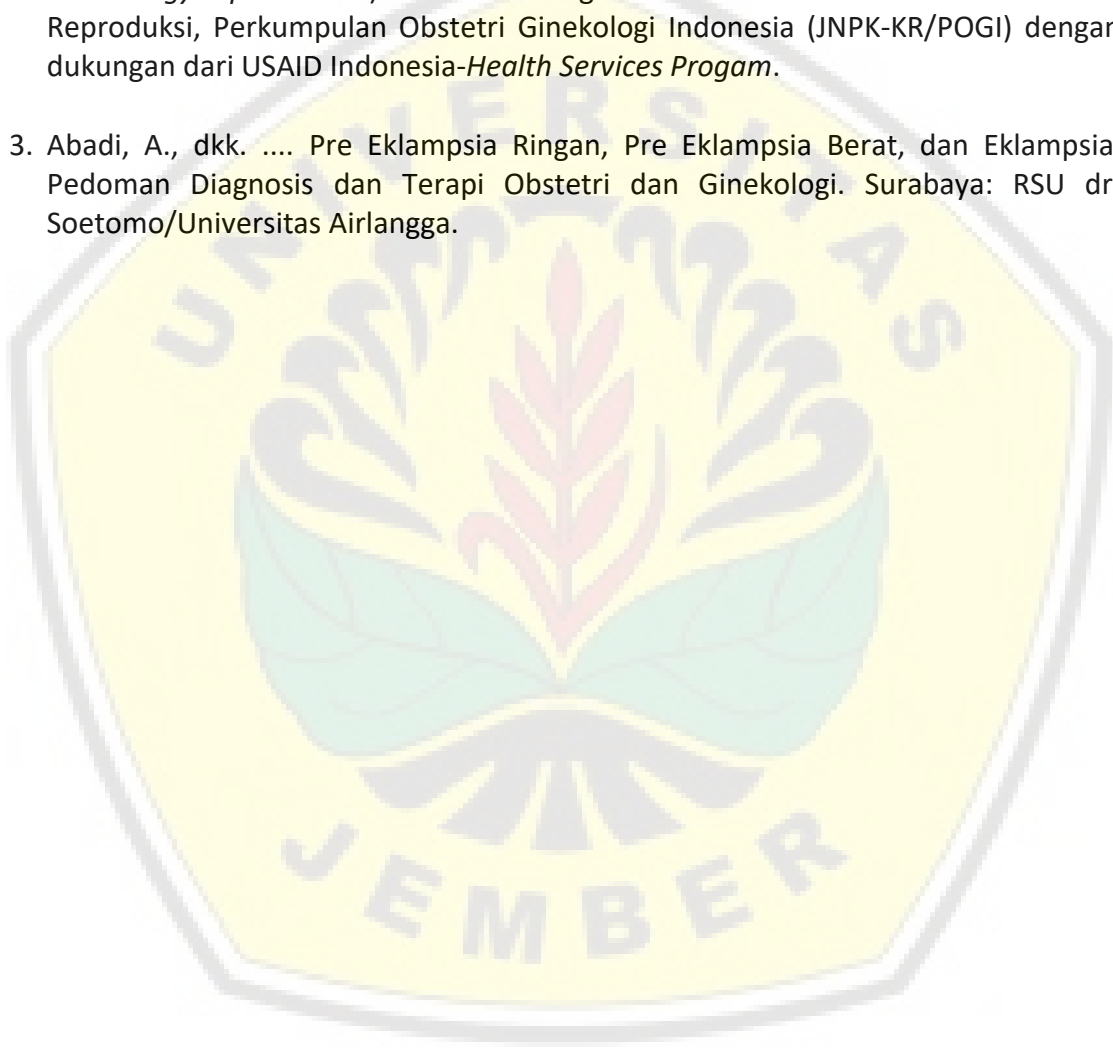 Reproduksi, Perkumpulan Obstetri Ginekologi Indonesia (JNPK-KR/POGI) dengan
dukungan dari USAID Indonesia-Health Services Progam.
3. Abadi, A., dkk. .... Pre Eklampsia Ringan, Pre Eklampsia Berat, dan Eklampsia
Pedoman Diagnosis dan Terapi Obstetri dan Ginekologi. Surabaya: RSU dr
Soetomo/Universitas Airlangga.
UNIVERSITAS
JEMBER